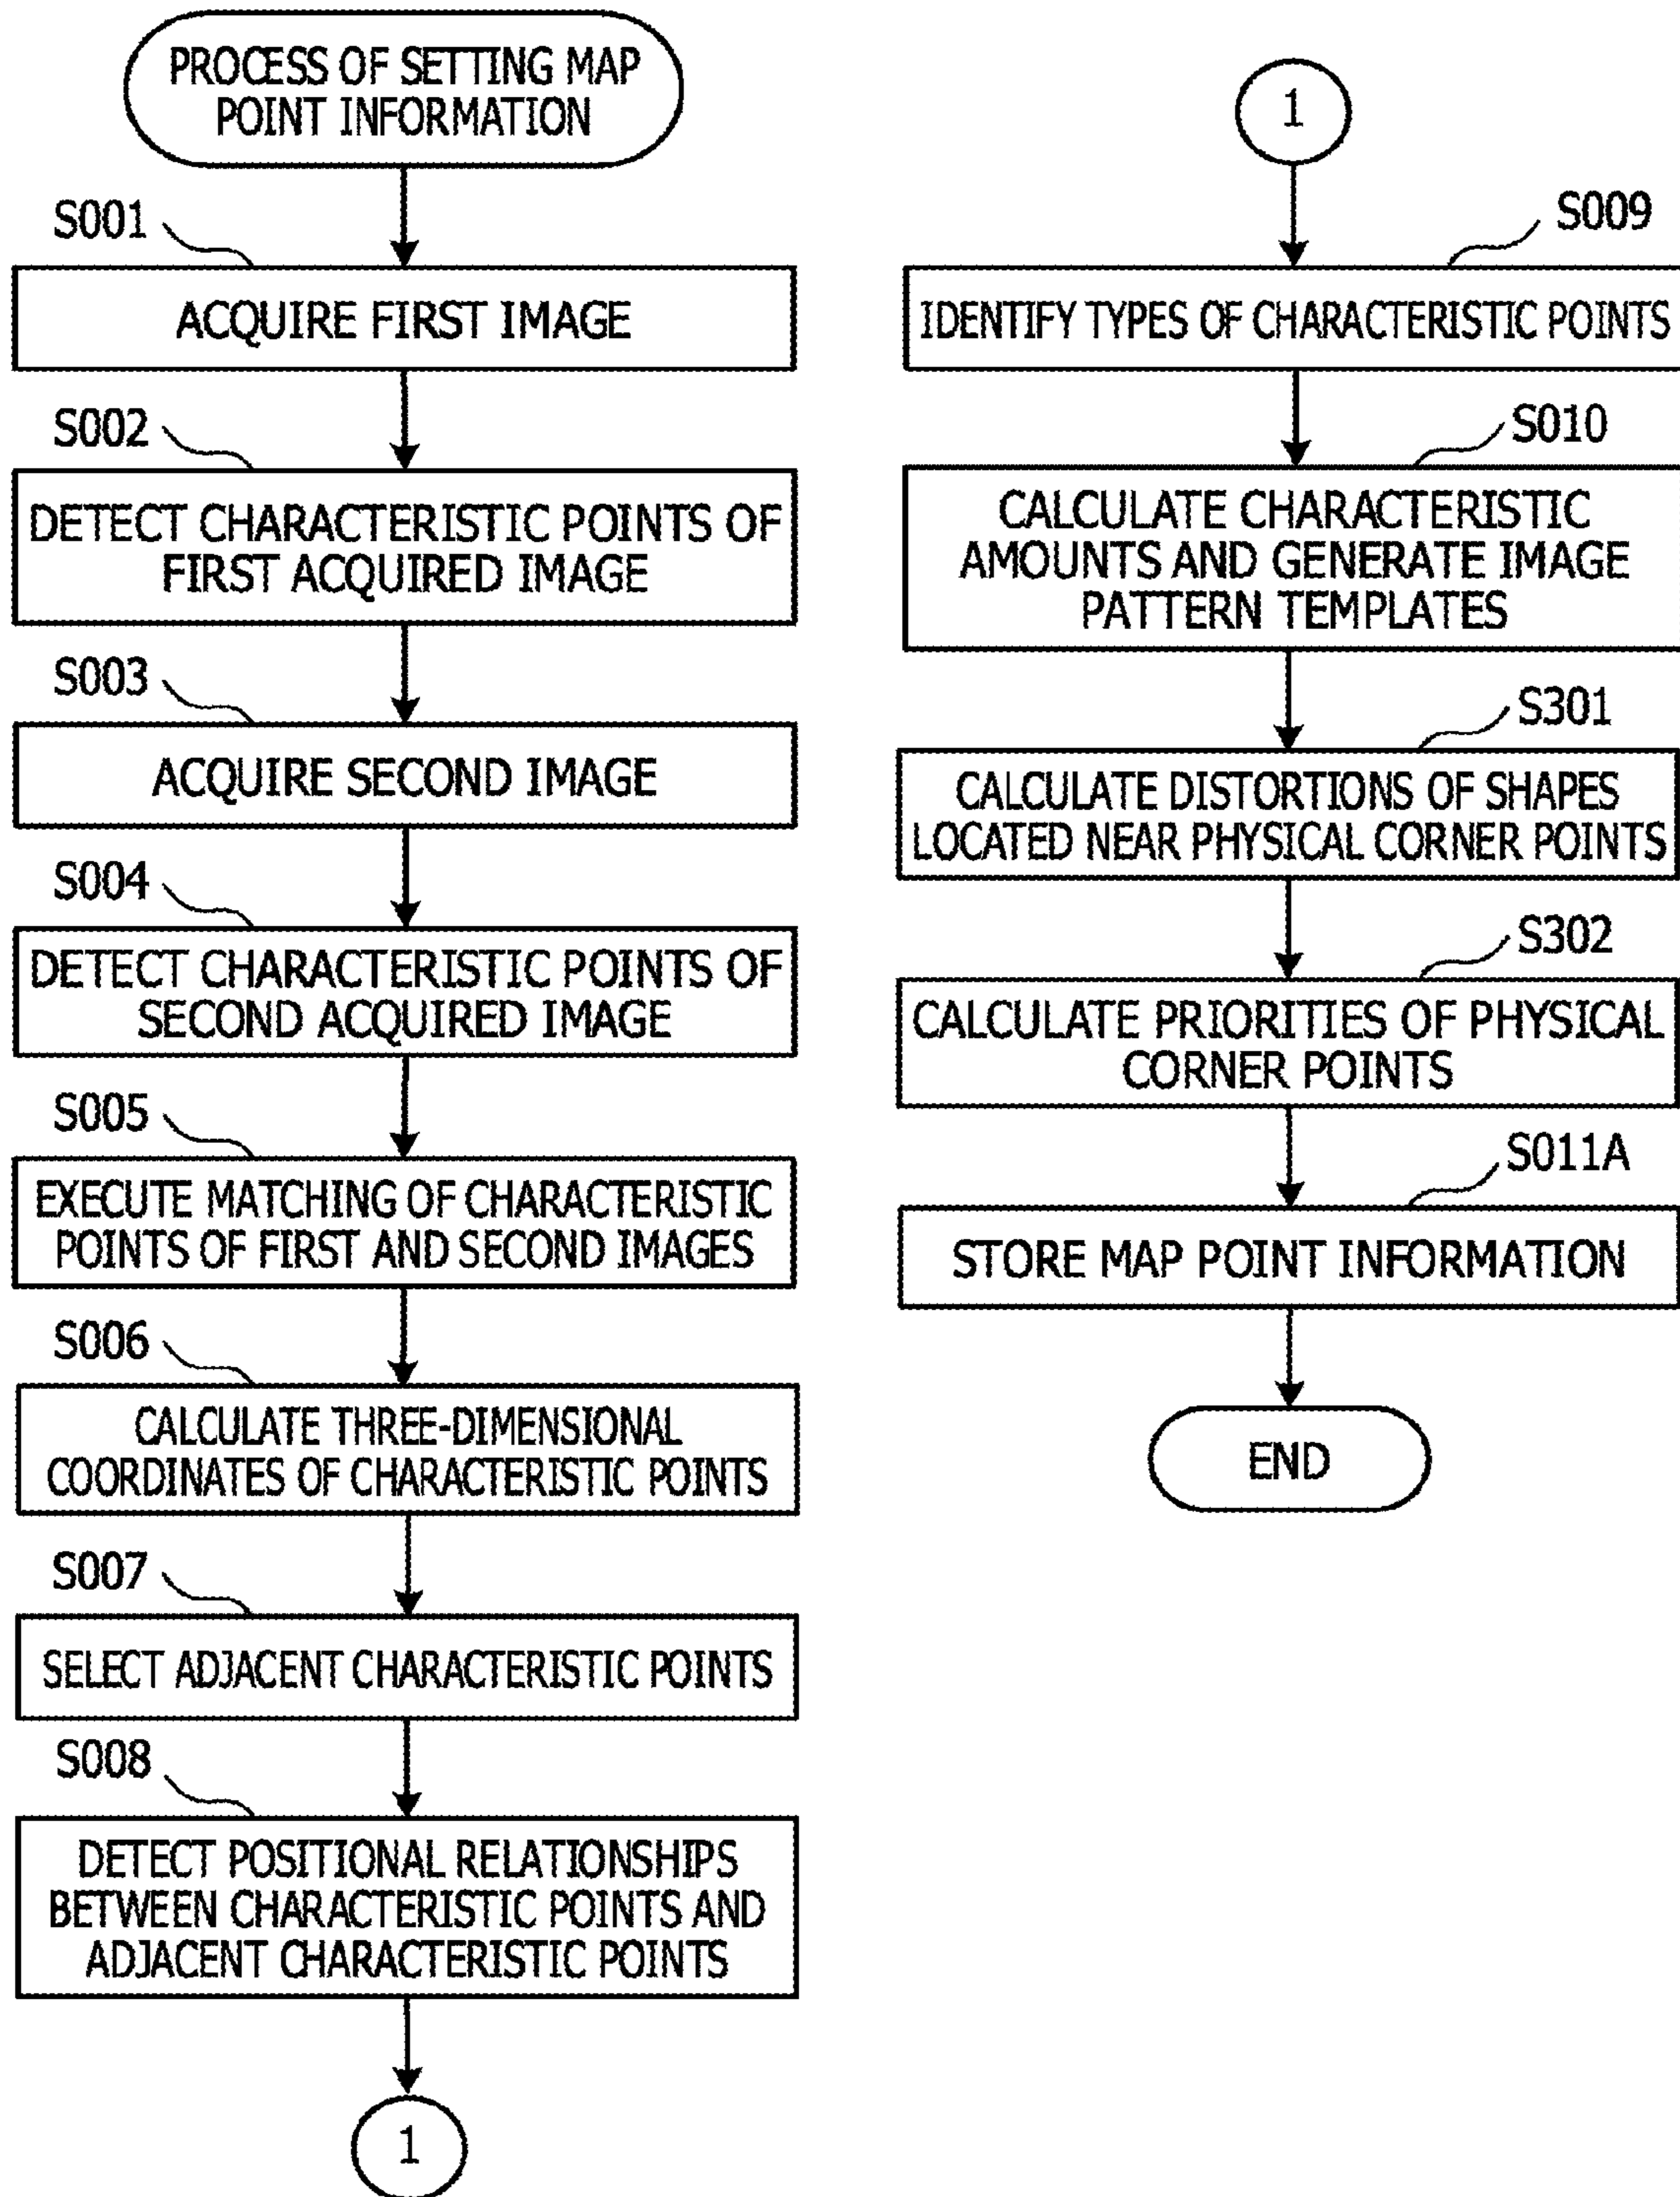 PROCESS OF SETTING MAP
POINT INFORMATION
S001
ACQUIRE FIRST IMAGE
S002
DETECT CHARACTERISTIC POINTS OF
FIRST ACQUIRED IMAGE
S003
ACQUIRE SECOND IMAGE
S004
DETECT CHARACTERISTIC POINTS OF
SECOND ACQUIRED IMAGE
S005
EXECUTE MATCHING OF CHARACTERISTIC
POINTS OF FIRST AND SECOND IMAGES
S006
CALCULATE THREE-DIMENSIONAL
COORDINATES OF CHARACTERISTIC POINTS
S007
SELECT ADJACENT CHARACTERISTIC POINTS
S008
DETECT POSITIONAL RELATIONSHIPS
BETWEEN CHARACTERISTIC POINTS AND
ADJACENT CHARACTERISTIC POINTS
1
1
S009
IDENTIFY TYPES OF CHARACTERISTIC POINTS
S010
CALCULATE CHARACTERISTIC
AMOUNTS AND GENERATE IMAGE
PATTERN TEMPLATES
S301
CALCULATE DISTORTIONS OF SHAPES
LOCATED NEAR PHYSICAL CORNER POINTS
S302
CALCULATE PRIORITIES OF PHYSICAL
CORNER POINTS
S011A
STORE MAP POINT INFORMATION
END